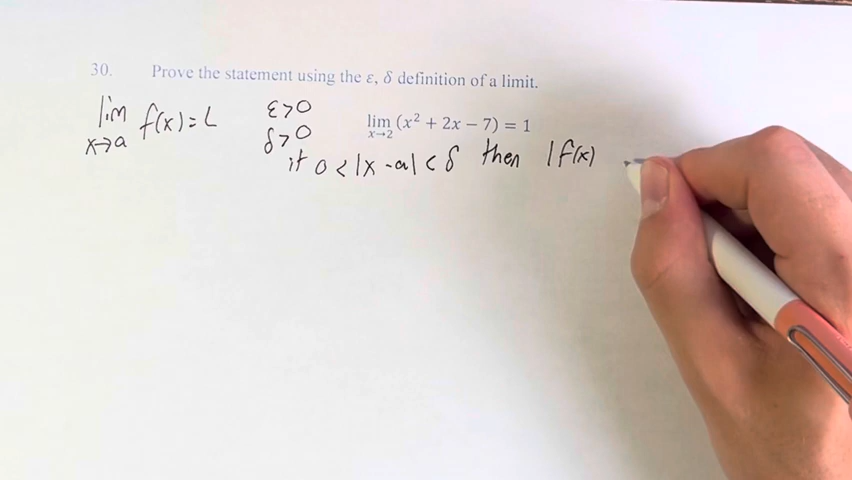 30. Prove the statement using the ε, δ definition of a limit.
lim x→a f(x) = L
ε > 0
δ > 0
lim x→2 (x² + 2x − 7) = 1
if 0 < |x - a| < δ then |f(x)